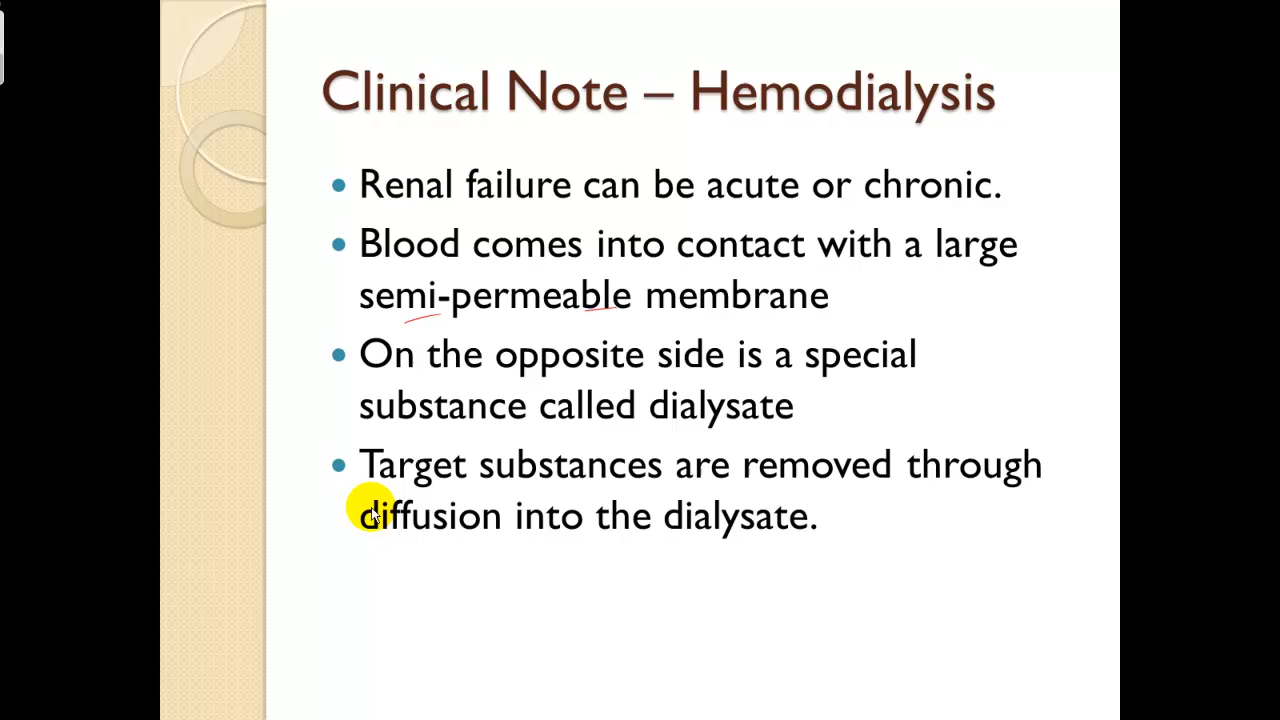 Clinical Note – Hemodialysis
• Renal failure can be acute or chronic.
• Blood comes into contact with a large
semi-permeable membrane
• On the opposite side is a special
substance called dialysate
• Target substances are removed through
diffusion into the dialysate.